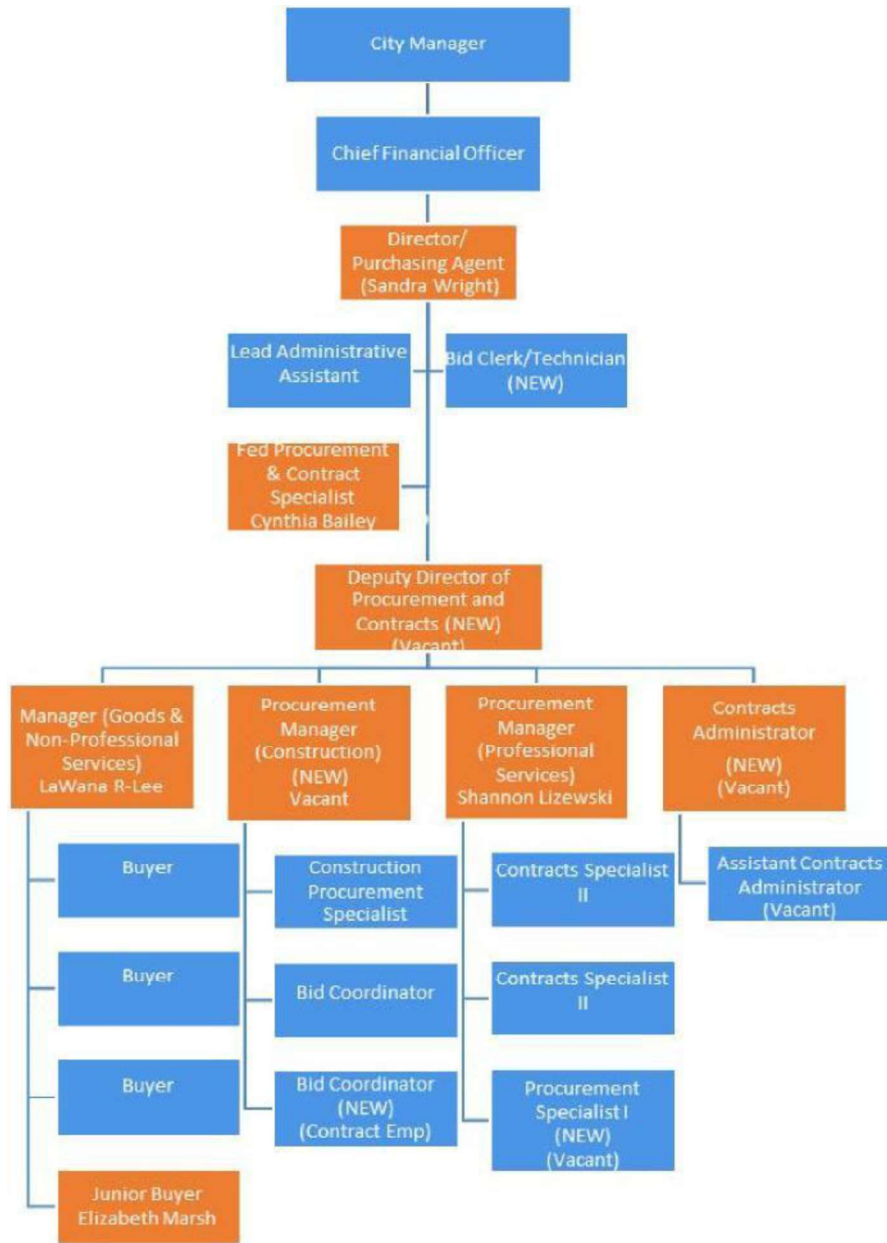 City Manager
Chief Financial Officer
Director/
Purchasing Agent
(Sandra Wright)
Lead Administrative
Assistant
Bid Clerk/Technician
(NEW)
Fed Procurement
& Contract
Specialist
Cynthia Bailey
Deputy Director of
Procurement and
Contracts (NEW)
(Vacant)
Manager (Goods &
Non-Professional
Services)
LaWana R-Lee
Procurement
Manager
(Construction)
(NEW)
Vacant
Procurement
Manager
(Professional
Services)
Shannon Lizewski
Contracts
Administrator
(NEW)
(Vacant)
Buyer
Buyer
Buyer
Junior Buyer
Elizabeth Marsh
Construction
Procurement
Specialist
Bid Coordinator
Bid Coordinator
(NEW)
(Contract Emp)
Contracts Specialist
II
Contracts Specialist
II
Procurement
Specialist I
(NEW)
(Vacant)
Assistant Contracts
Administrator
(Vacant)